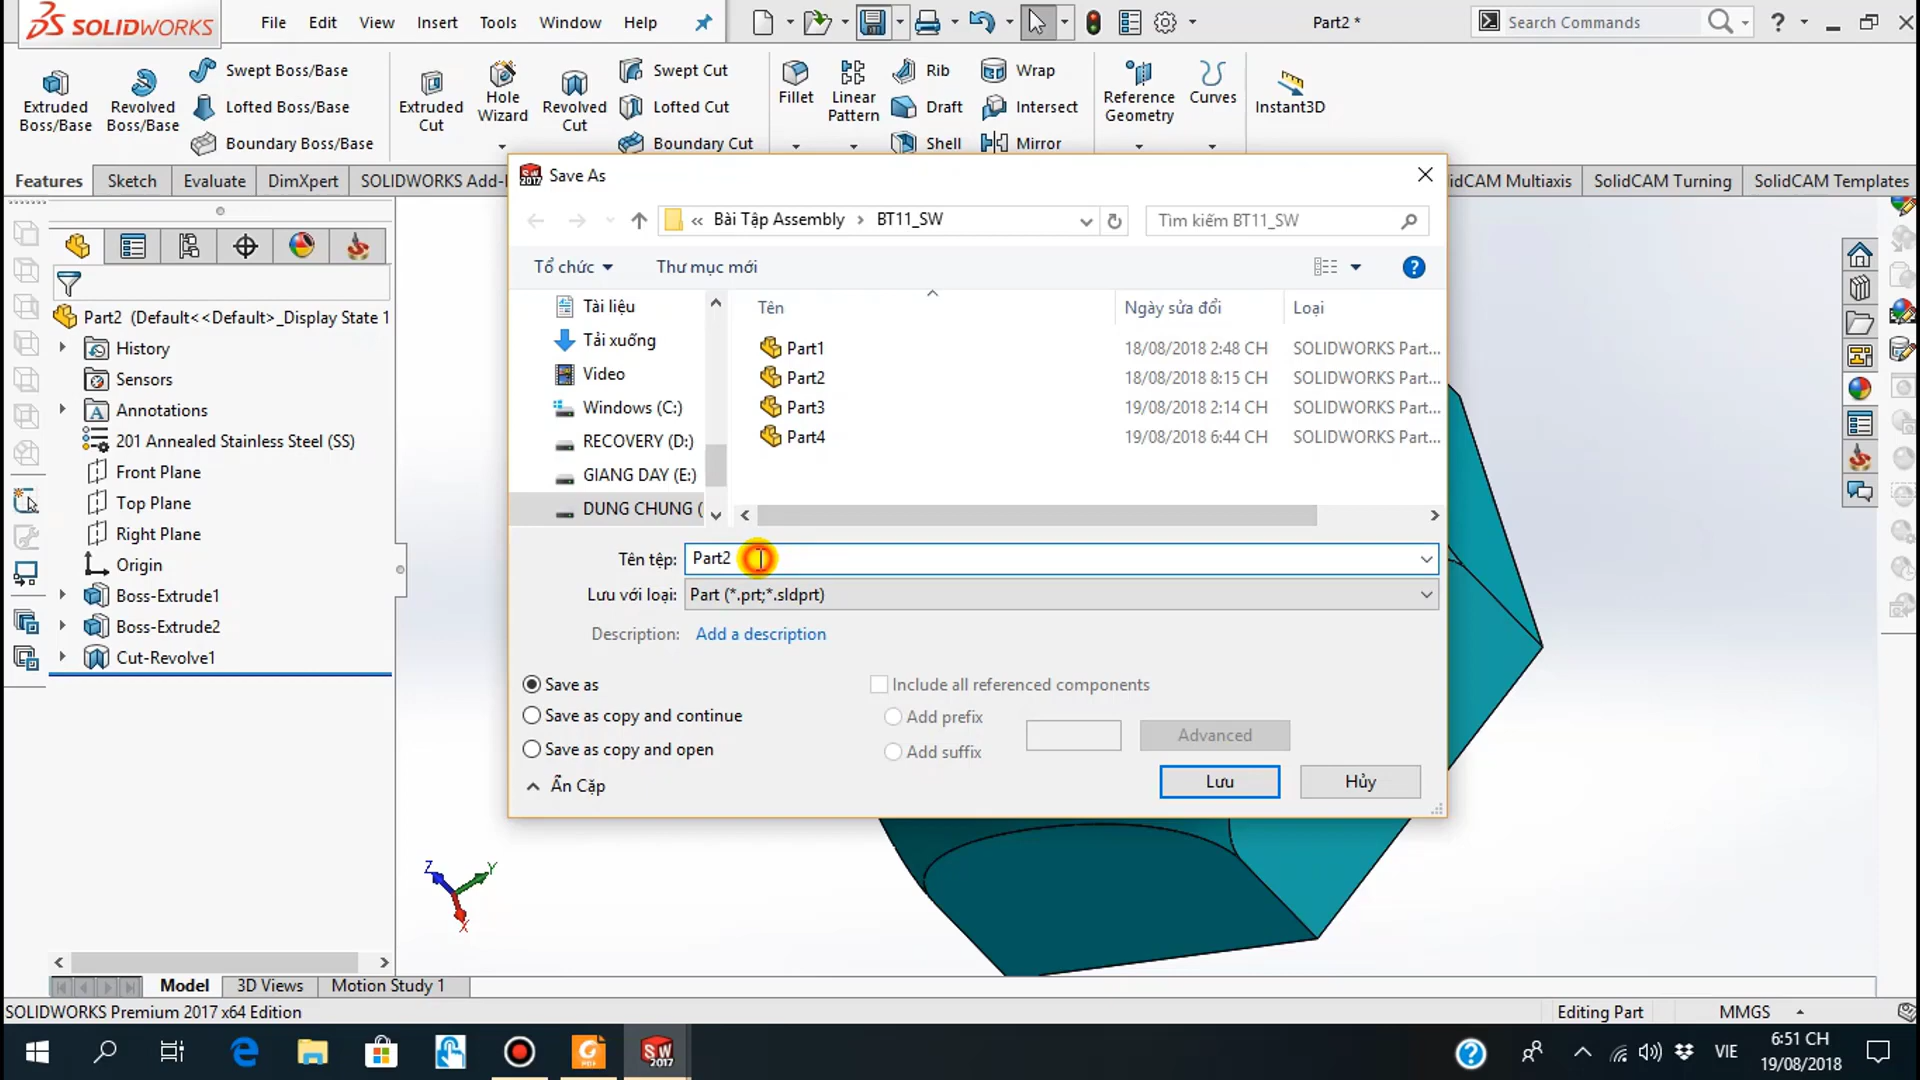 SOLIDWORKS
File Edit View Insert Tools Window Help
Part2 *
Search Commands
Extruded Boss/Base
Revolved Boss/Base
Swept Boss/Base
Lofted Boss/Base
Boundary Boss/Base
Extruded Cut
Hole Wizard
Revolved Cut
Swept Cut
Lofted Cut
Boundary Cut
Fillet
Linear Pattern
Rib
Draft
Shell
Wrap
Intersect
Mirror
Reference Geometry
Curves
Instant3D
Features Sketch Evaluate DimXpert SOLIDWORKS Add-I
idCAM Multiaxis SolidCAM Turning SolidCAM Templates
Part2 (Default<<Default>_Display State 1
History
Sensors
Annotations
201 Annealed Stainless Steel (SS)
Front Plane
Top Plane
Right Plane
Origin
Boss-Extrude1
Boss-Extrude2
Cut-Revolve1
SW 2017 Save As
« Bài Tập Assembly > BT11_SW
Tìm kiếm BT11_SW
Tổ chức Thư mục mới
Tài liệu
Tải xuống
Video
Windows (C:)
RECOVERY (D:)
GIANG DAY (E:)
DUNG CHUNG (
Tên Ngày sửa đổi Loại
Part1 18/08/2018 2:48 CH SOLIDWORKS Part...
Part2 18/08/2018 8:15 CH SOLIDWORKS Part...
Part3 19/08/2018 2:14 CH SOLIDWORKS Part...
Part4 19/08/2018 6:44 CH SOLIDWORKS Part...
Tên tệp: Part2
Lưu với loại: Part (*.prt;*.sldprt)
Description: Add a description
Save as
Save as copy and continue
Save as copy and open
Include all referenced components
Add prefix
Add suffix
Advanced
Ẩn Cặp
Lưu Hủy
Z Y X
Model 3D Views Motion Study 1
SOLIDWORKS Premium 2017 x64 Edition
Editing Part MMGS
SW 2017
VIE
6:51 CH
19/08/2018